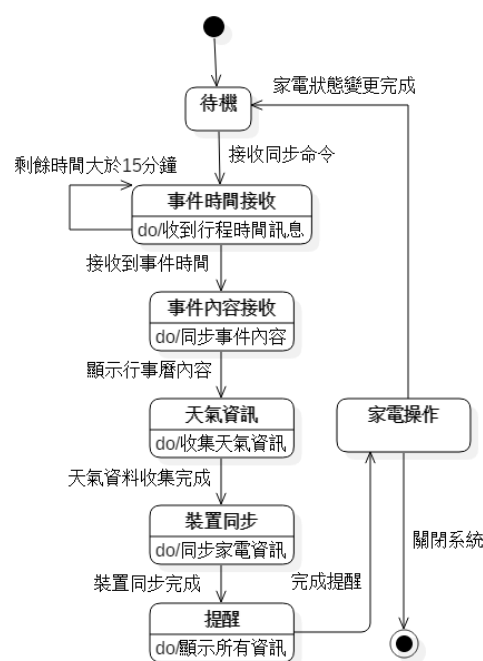 家電狀態變更完成
待機
接收同步命令
剩餘時間大於15分鐘
事件時間接收
do/收到行程時間訊息
接收到事件時間
事件內容接收
do/同步事件內容
顯示行事曆內容
天氣資訊
do/收集天氣資訊
家電操作
天氣資料收集完成
裝置同步
do/同步家電資訊
關閉系統
裝置同步完成
完成提醒
提醒
do/顯示所有資訊